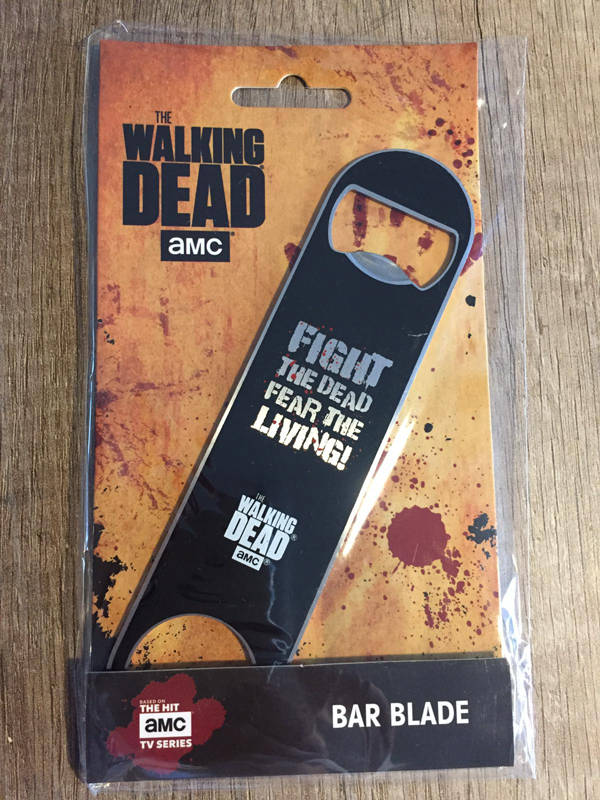 THE
WALKING
DEAD
aMC
FIGHT
THE DEAD
FEAR THE
LIVING!
THE
WALKING
DEAD®
aMC®
BASED ON
THE HIT
aMC
TV SERIES
BAR BLADE